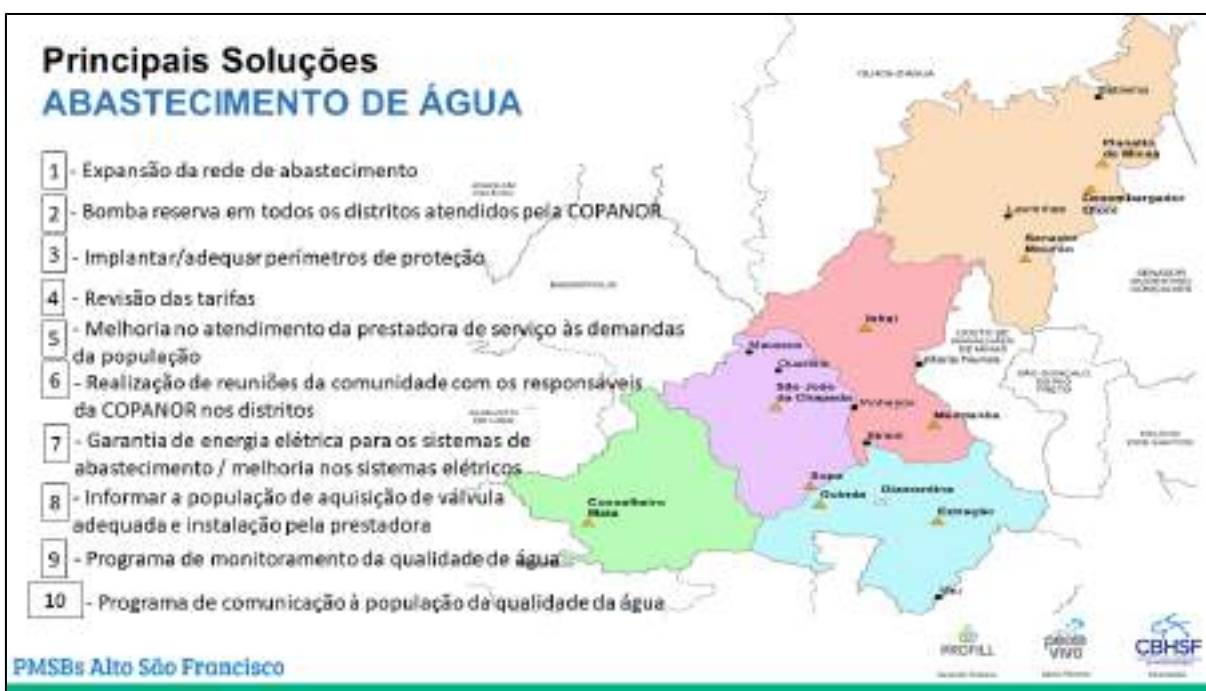 Principais Soluções
ABASTECIMENTO DE ÁGUA
1 - Expansão da rede de abastecimento
2 - Bomba reserva em todos os distritos atendidos pela COPANOR
3 - Implantar/adequar perímetros de proteção
4 - Revisão das tarifas
5 - Melhoria no atendimento da prestadora de serviço às demandas
da população
6 - Realização de reuniões da comunidade com os responsáveis
da COPANOR nos distritos
7 - Garantia de energia elétrica para os sistemas de
abastecimento / melhoria nos sistemas elétricos
8 - Informar a população de aquisição de válvula
adequada e instalação pela prestadora
9 - Programa de monitoramento da qualidade de água
10 - Programa de comunicação à população da qualidade da água
Planalto
de Minas
Desembargador
Otoni
Senador
Mourão
Inhaí
São João
da Chapada
Mendanha
Sopa
Guinda
Diamantina
Extração
Conselheiro
Mata
PMSBs Alto São Francisco
PROFILL
peixe
VIVO
CBHSF